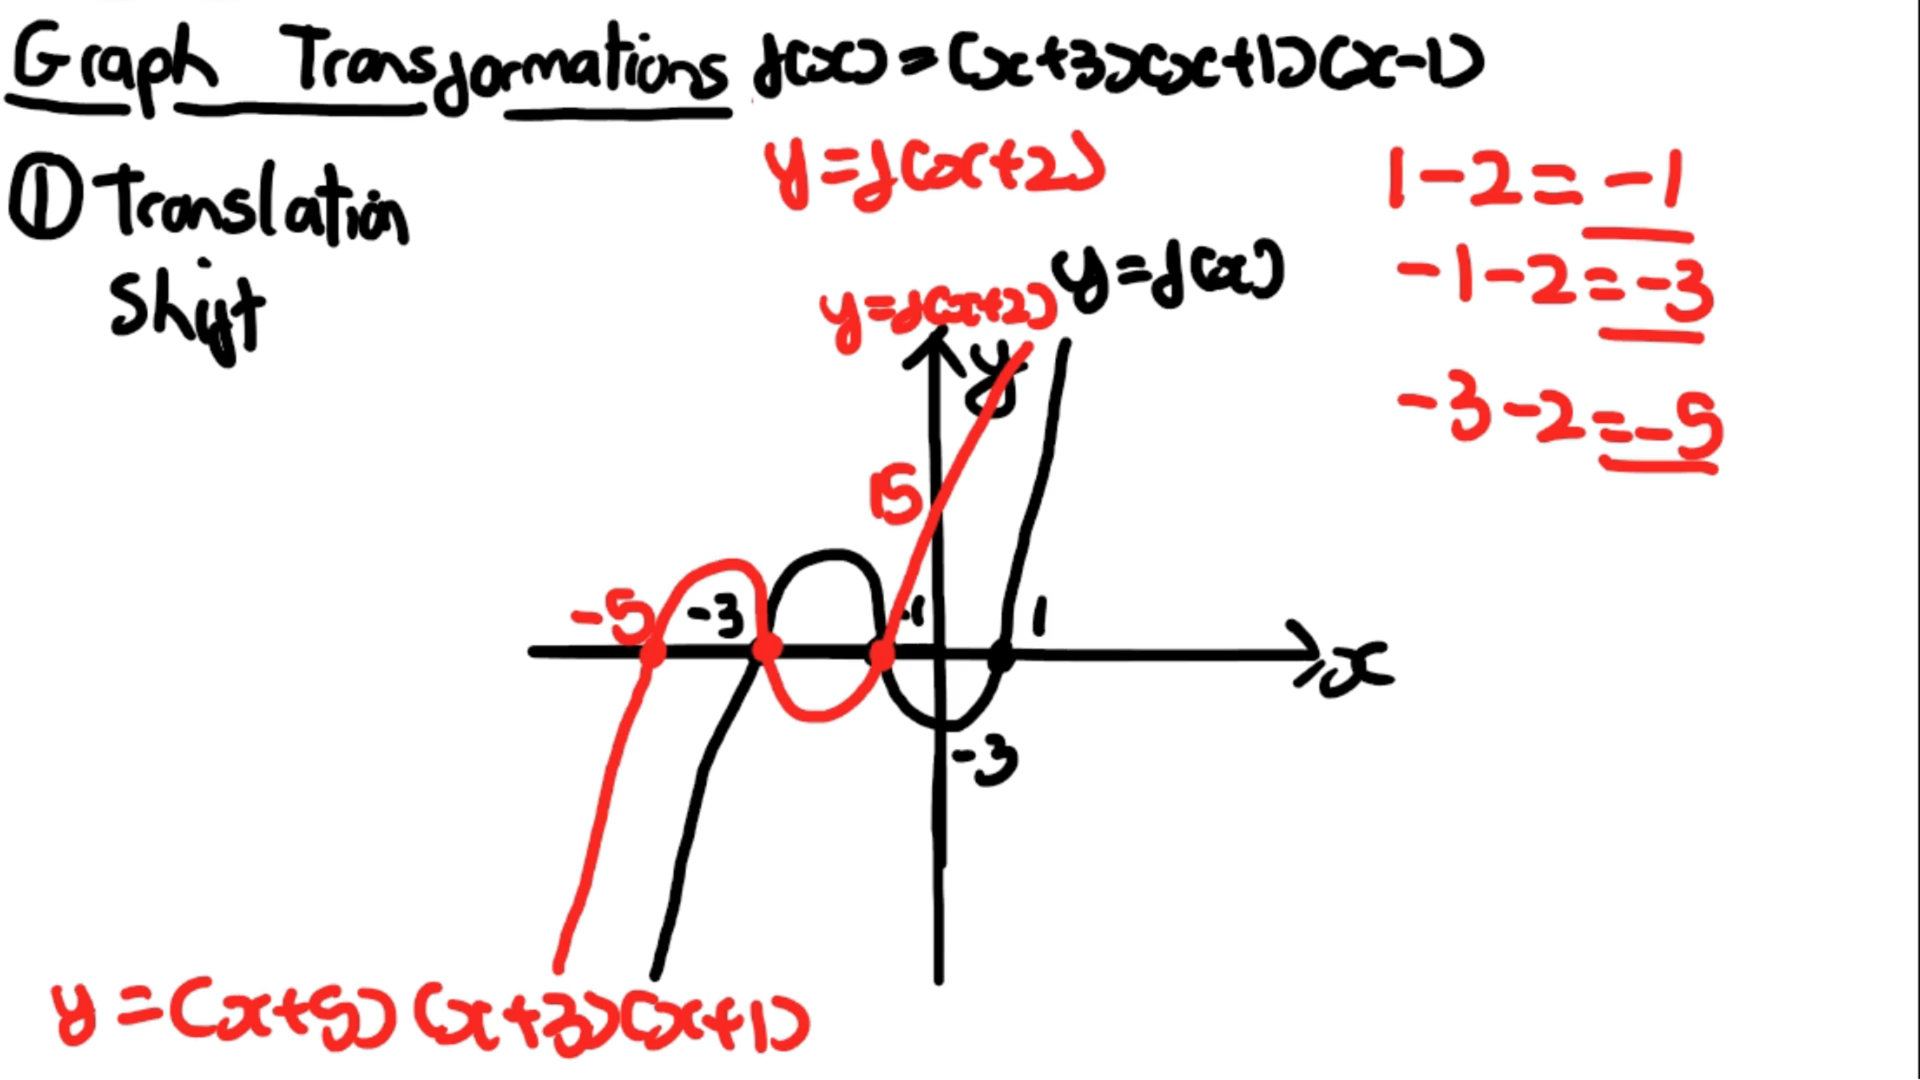 Graph Transformations f(x) = (x+3)(x+1)(x-1)
① Translation
Shift
y = f(x+2)
1-2 = -1
-1-2 = -3
-3-2 = -5
y = f(x)
y = f(x+2)
y
15
-5
-3
-1
1
x
-3
y = (x+5)(x+3)(x+1)